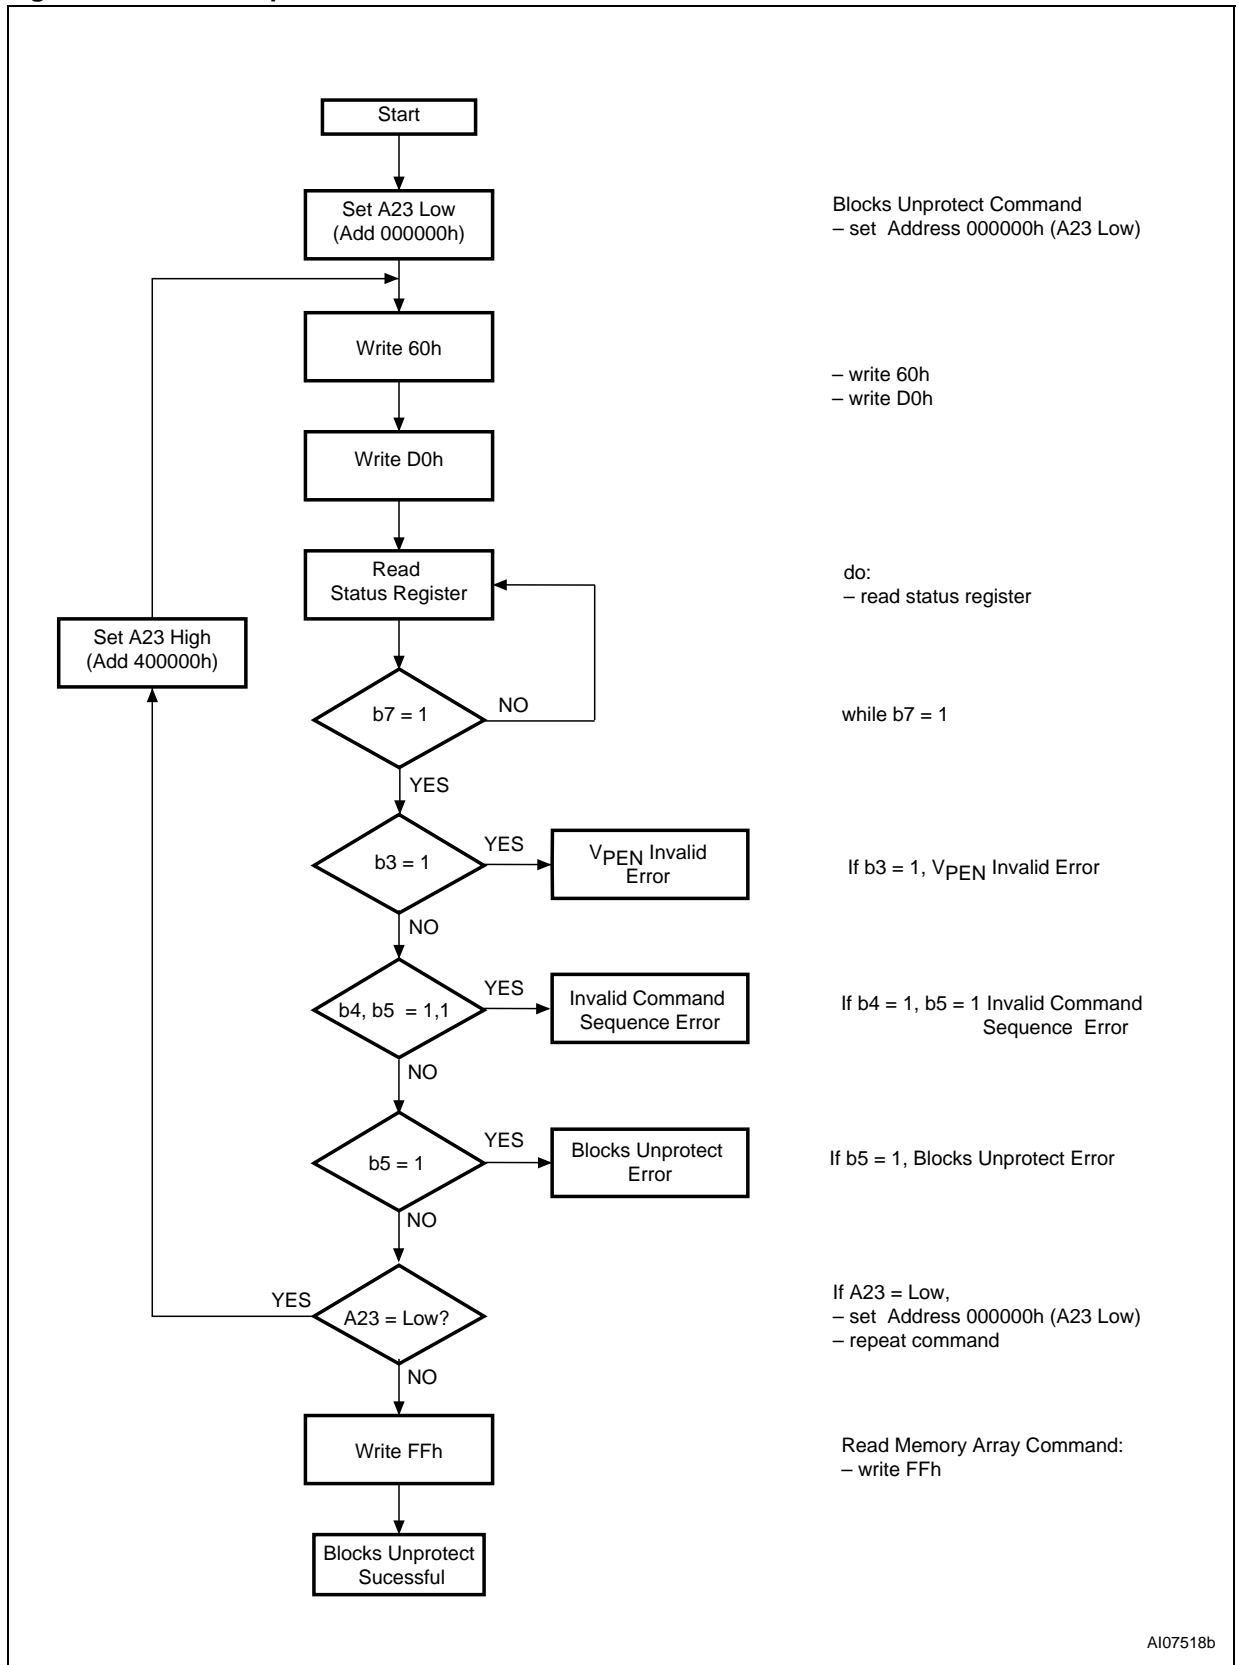 Start
Set A23 Low
(Add 000000h)
Blocks Unprotect Command
– set Address 000000h (A23 Low)
Write 60h
– write 60h
– write D0h
Write D0h
Read
Status Register
do:
– read status register
Set A23 High
(Add 400000h)
b7 = 1
NO
while b7 = 1
YES
b3 = 1
YES
VPEN Invalid
Error
If b3 = 1, VPEN Invalid Error
NO
b4, b5 = 1,1
YES
Invalid Command
Sequence Error
If b4 = 1, b5 = 1 Invalid Command
Sequence Error
NO
b5 = 1
YES
Blocks Unprotect
Error
If b5 = 1, Blocks Unprotect Error
NO
YES
A23 = Low?
If A23 = Low,
– set Address 000000h (A23 Low)
– repeat command
NO
Write FFh
Read Memory Array Command:
– write FFh
Blocks Unprotect
Sucessful
AI07518b